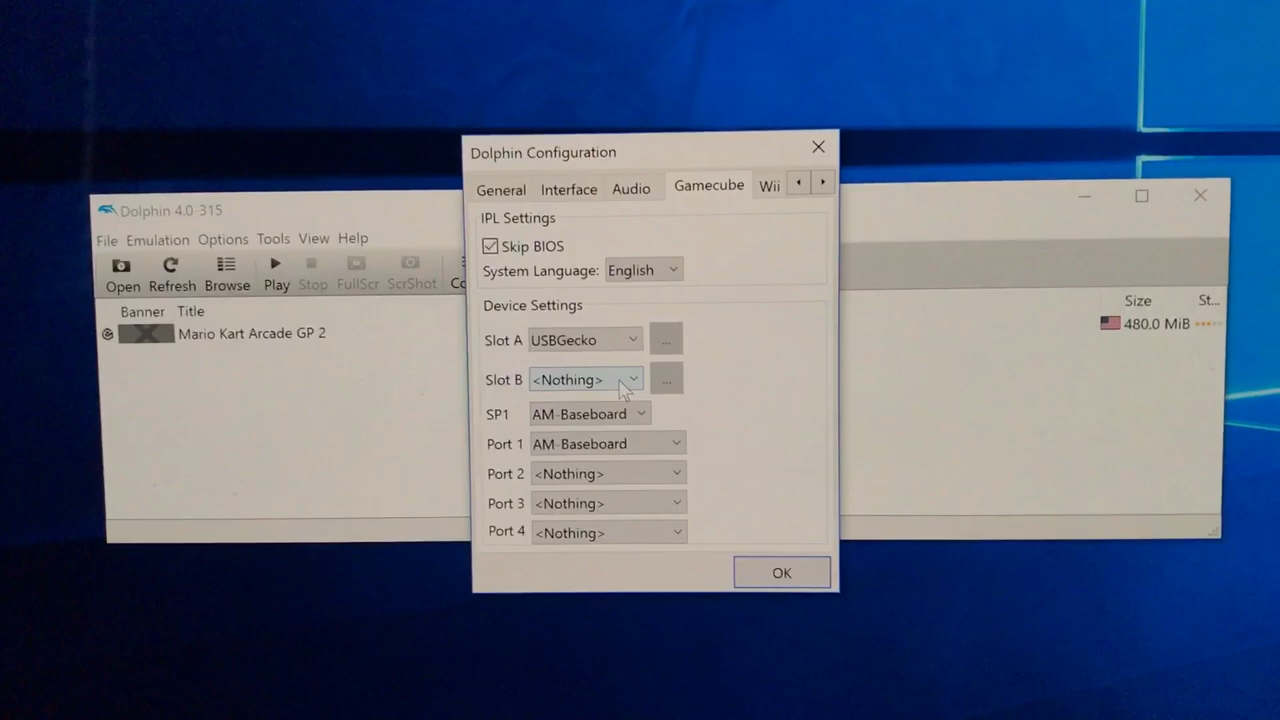 Dolphin Configuration
General Interface Audio Gamecube Wii
IPL Settings
Skip BIOS
System Language: English
Device Settings
Slot A USBGecko ...
Slot B <Nothing> ...
SP1 AM-Baseboard
Port 1 AM-Baseboard
Port 2 <Nothing>
Port 3 <Nothing>
Port 4 <Nothing>
OK
Dolphin 4.0-315
File Emulation Options Tools View Help
Open Refresh Browse Play Stop FullScr ScrShot Co
Banner Title Size St...
Mario Kart Arcade GP 2 480.0 MiB